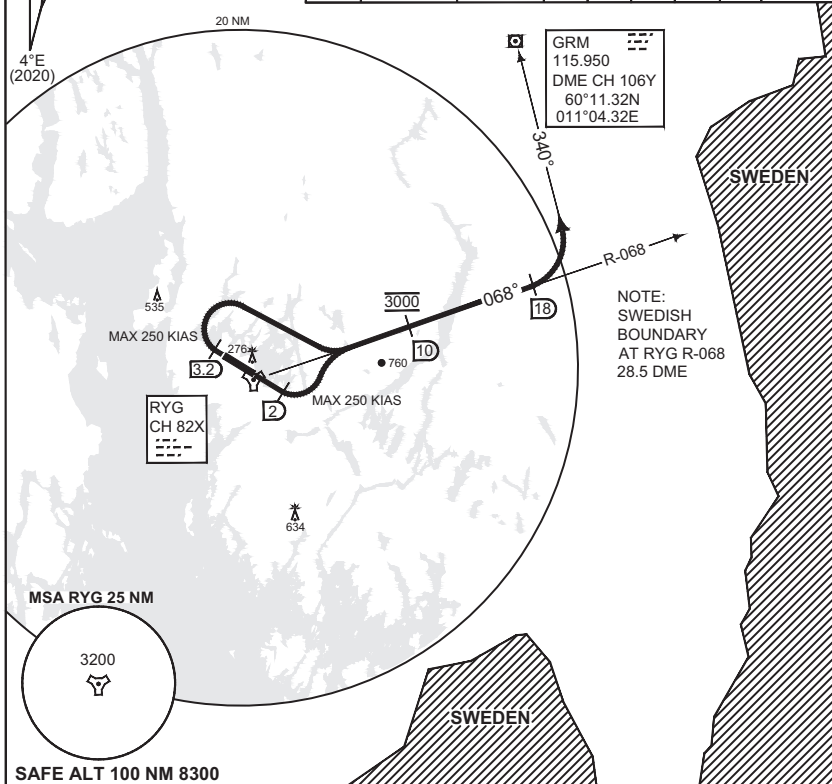 20 NM
4°E
(2020)
GRM
115.950
DME CH 106Y
60°11.32N
011°04.32E
340°
SWEDEN
R-068
068°
3000
18
535
MAX 250 KIAS
276
10
760
NOTE:
SWEDISH
BOUNDARY
AT RYG R-068
28.5 DME
3.2
2
MAX 250 KIAS
RYG
CH 82X
634
MSA RYG 25 NM
3200
SWEDEN
SAFE ALT 100 NM 8300